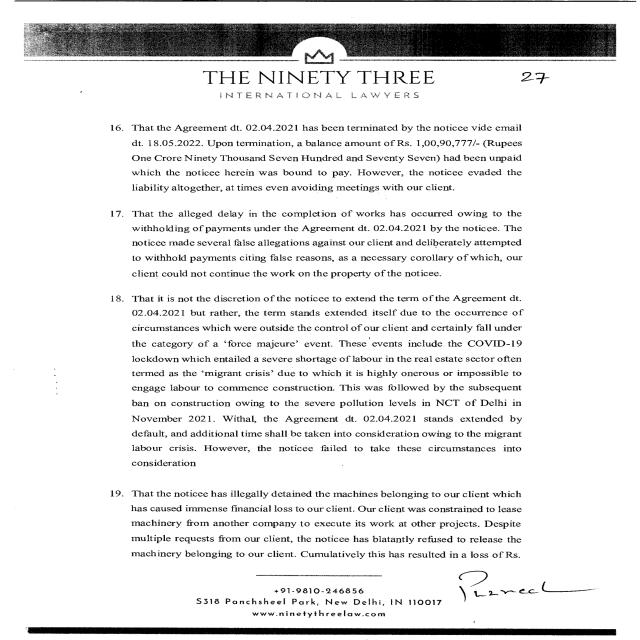 THE NINETY THREE
INTERNATIONAL LAWYERS
27
16. That the Agreement dt. 02.04.2021 has been terminated by the noticee vide email
dt. 18.05.2022. Upon termination, a balance amount of Rs. 1,00,90,777/- (Rupees
One Crore Ninety Thousand Seven Hundred and Seventy Seven) had been unpaid
which the noticee herein was bound to pay. However, the noticee evaded the
liability altogether, at times even avoiding meetings with our client.
17. That the alleged delay in the completion of works has occurred owing to the
withholding of payments under the Agreement dt. 02.04.2021 by the noticee. The
noticee made several false allegations against our client and deliberately attempted
to withhold payments citing false reasons, as a necessary corollary of which, our
client could not continue the work on the property of the noticee.
18. That it is not the discretion of the noticee to extend the term of the Agreement dt.
02.04.2021 but rather, the term stands extended itself due to the occurrence of
circumstances which were outside the control of our client and certainly fall under
the category of a ‘force majeure’ event. These events include the COVID-19
lockdown which entailed a severe shortage of labour in the real estate sector often
termed as the ‘migrant crisis’ due to which it is highly onerous or impossible to
engage labour to commence construction. This was followed by the subsequent
ban on construction owing to the severe pollution levels in NCT of Delhi in
November 2021. Withal, the Agreement dt. 02.04.2021 stands extended by
default, and additional time shall be taken into consideration owing to the migrant
labour crisis. However, the noticee failed to take these circumstances into
consideration
19. That the noticee has illegally detained the machines belonging to our client which
has caused immense financial loss to our client. Our client was constrained to lease
machinery from another company to execute its work at other projects. Despite
multiple requests from our client, the noticee has blatantly refused to release the
machinery belonging to our client. Cumulatively this has resulted in a loss of Rs.
+91-9810-246856
S318 Panchsheel Park, New Delhi, IN 110017
www.ninetythreelaw.com